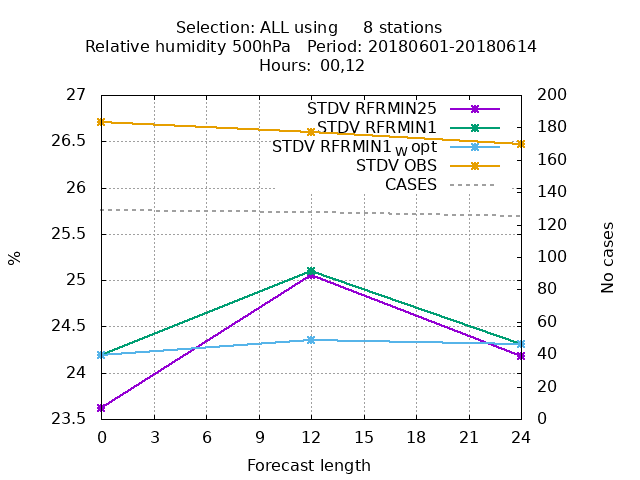 Selection: ALL using     8 stations
Relative humidity 500hPa   Period: 20180601-20180614
Hours:  00,12
27
26.5
26
25.5
25
24.5
24
23.5
%
STDV RFRMIN25
STDV RFRMIN1
STDV RFRMIN1wopt
STDV OBS
CASES
200
180
160
140
120
100
80
60
40
20
0
No cases
0 3 6 9 12 15 18 21 24
Forecast length